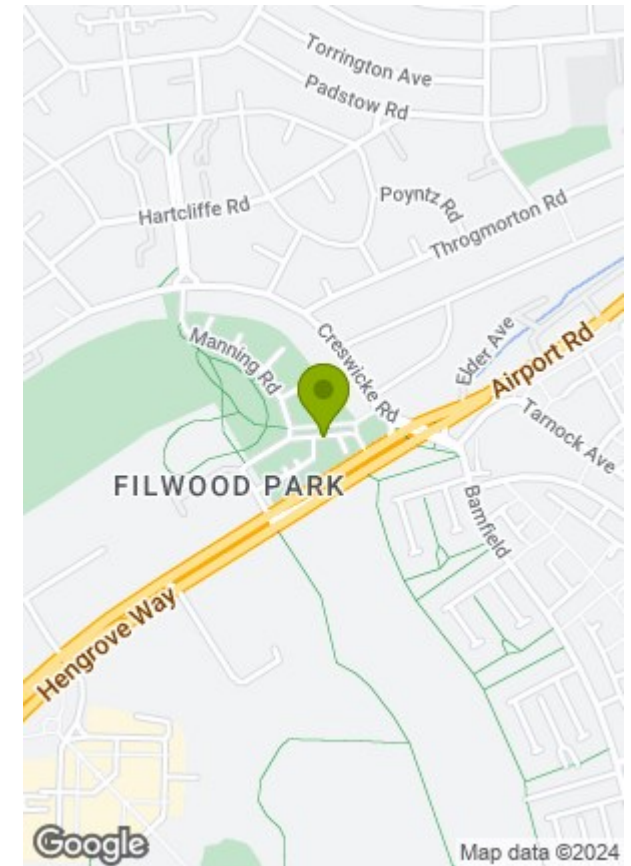 Torrington Ave
Padstow Rd
Hartcliffe Rd
Poyntz Rd
Throgmorton Rd
Manning Rd
Creswicke Rd
Elder Ave
Airport Rd
Tarnock Ave
FILWOOD PARK
Bamfield
Hengrove Way
Google
Map data ©2024